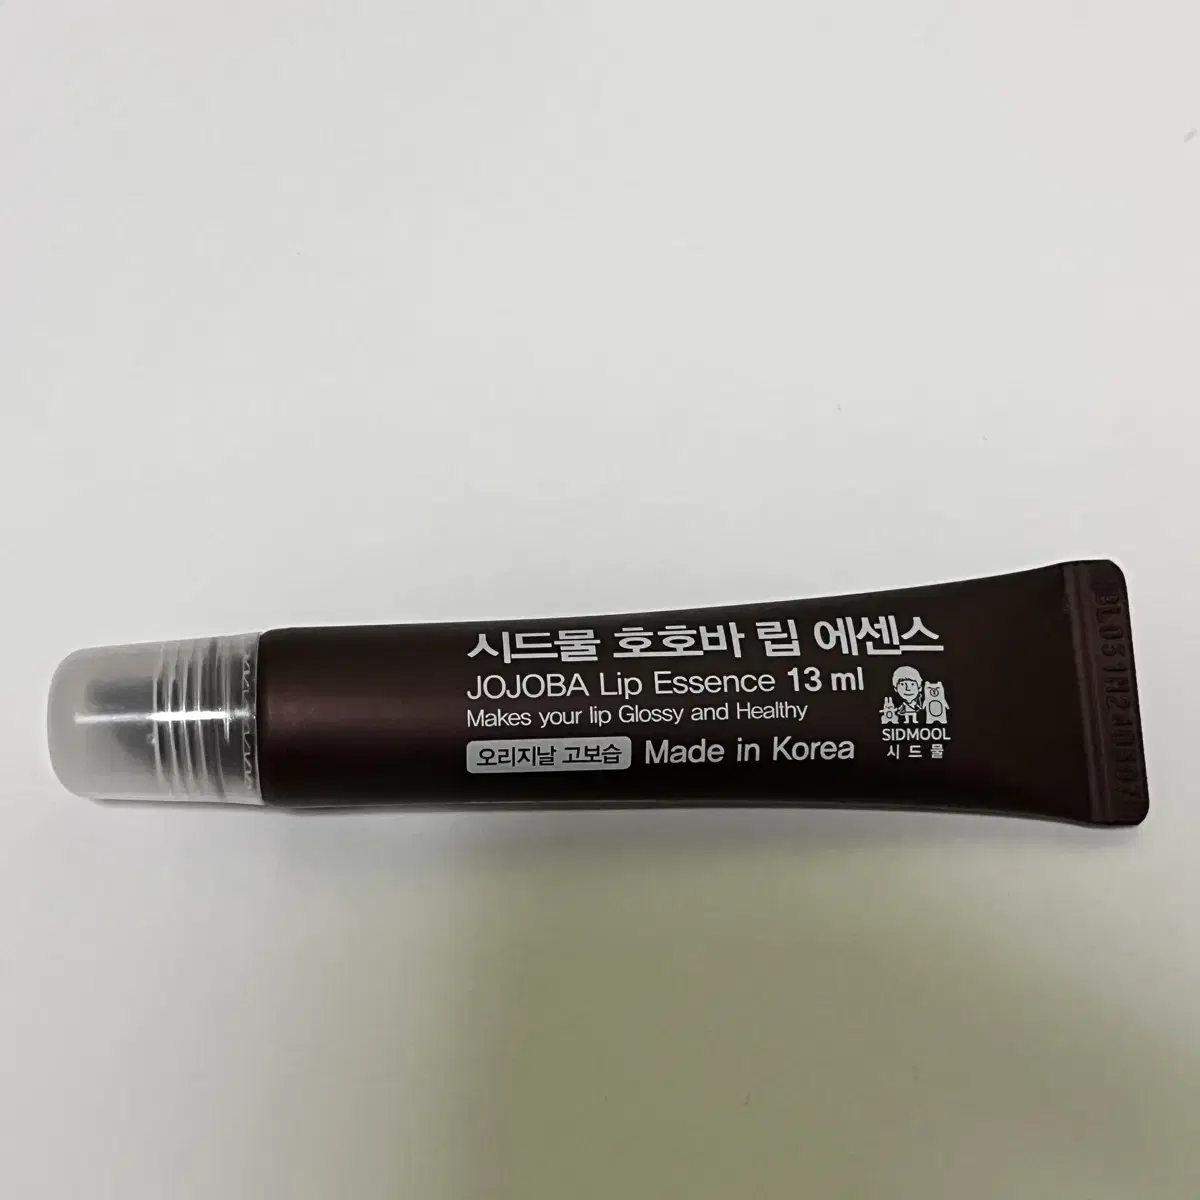 시드물 호호바 립 에센스
JOJOBA Lip Essence 13 ml
Makes your lip Glossy and Healthy
오리지날 고보습 Made in Korea
SIDMOOL
시드물